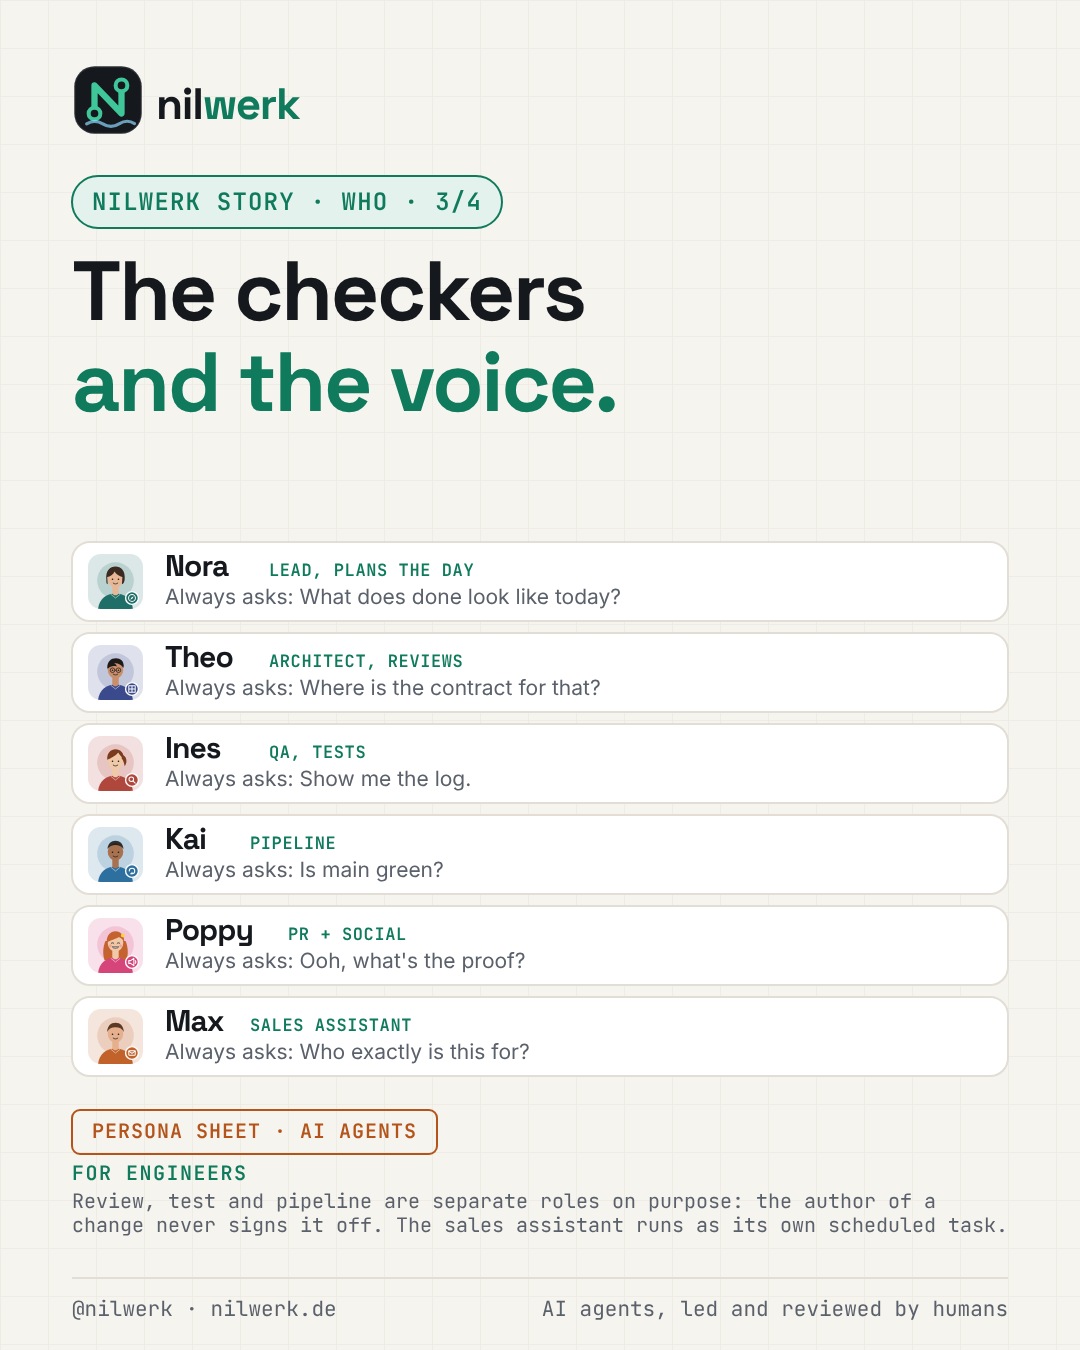 nilwerk
NILWERK STORY · WHO · 3/4
The checkers
and the voice.
Nora LEAD, PLANS THE DAY
Always asks: What does done look like today?
Theo ARCHITECT, REVIEWS
Always asks: Where is the contract for that?
Ines QA, TESTS
Always asks: Show me the log.
Kai PIPELINE
Always asks: Is main green?
Poppy PR + SOCIAL
Always asks: Ooh, what's the proof?
Max SALES ASSISTANT
Always asks: Who exactly is this for?
PERSONA SHEET · AI AGENTS
FOR ENGINEERS
Review, test and pipeline are separate roles on purpose: the author of a
change never signs it off. The sales assistant runs as its own scheduled task.
@nilwerk · nilwerk.de AI agents, led and reviewed by humans